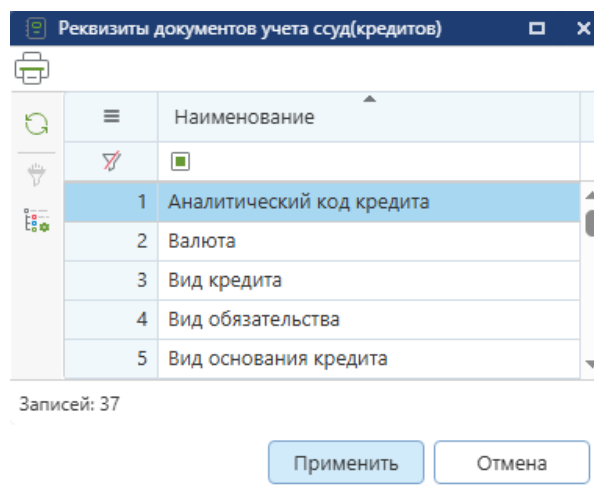 Реквизиты документов учета ссуд(кредитов)
Наименование
1 Аналитический код кредита
2 Валюта
3 Вид кредита
4 Вид обязательства
5 Вид основания кредита
Записей: 37
Применить Отмена